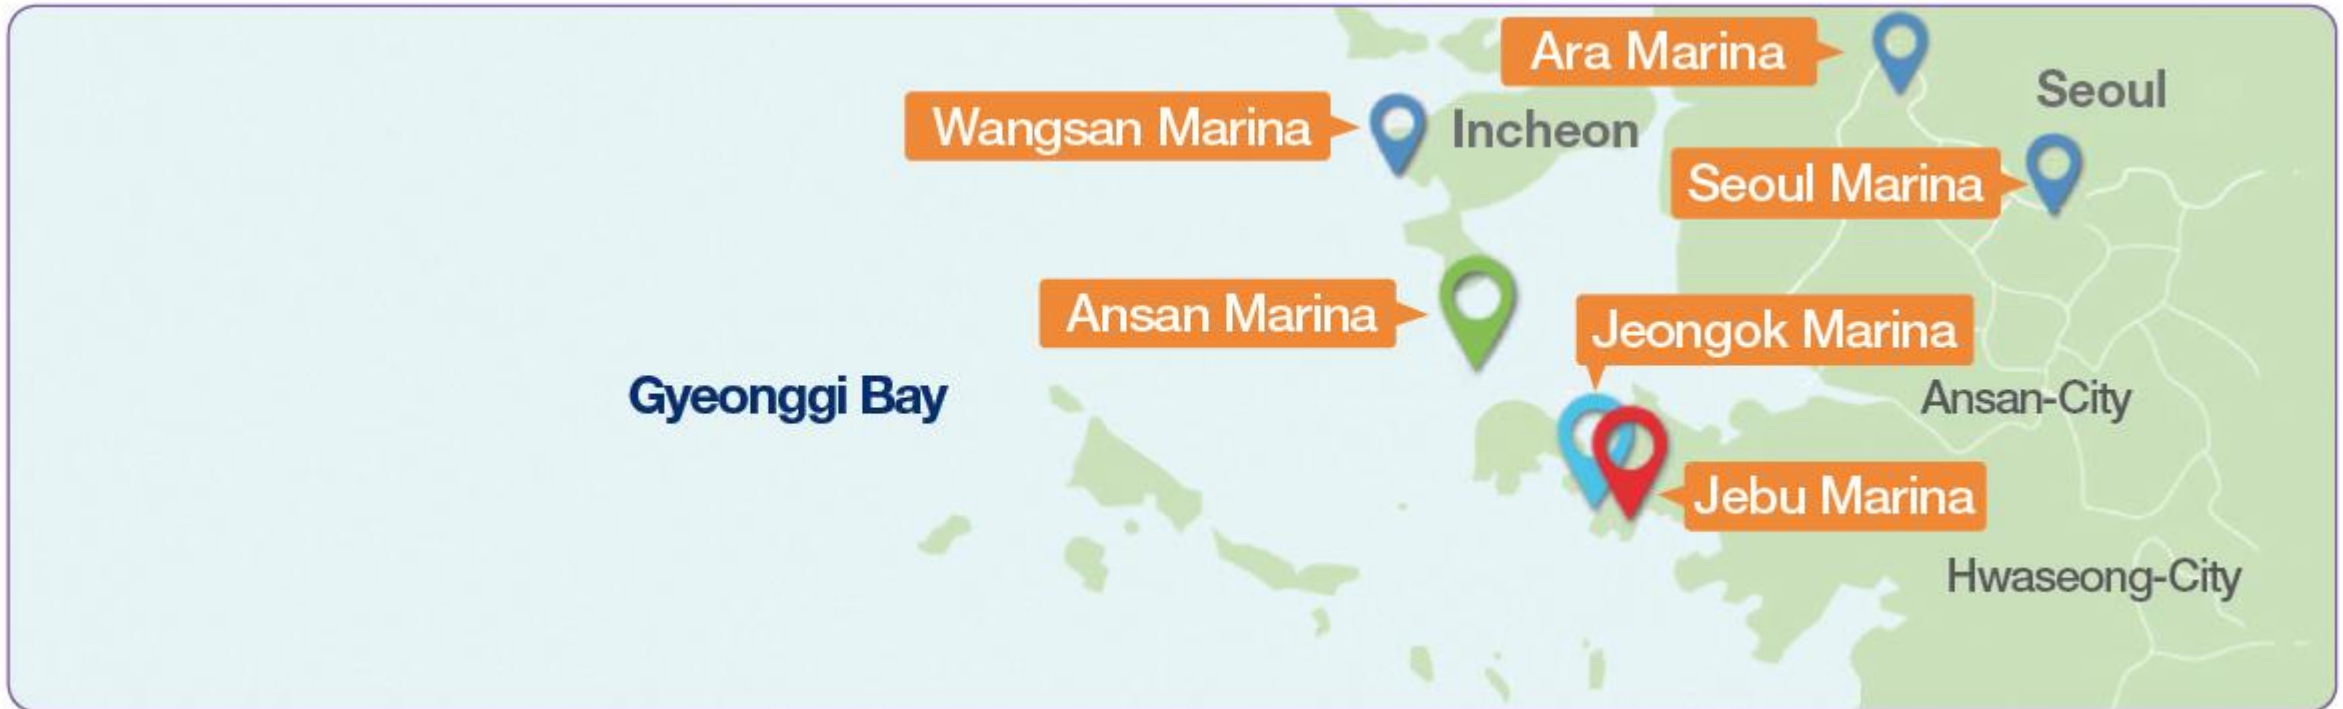 Ara Marina
Seoul
Wangsan Marina
Incheon
Seoul Marina
Ansan Marina
Jeongok Marina
Gyeonggi Bay
Ansan-City
Jebu Marina
Hwaseong-City